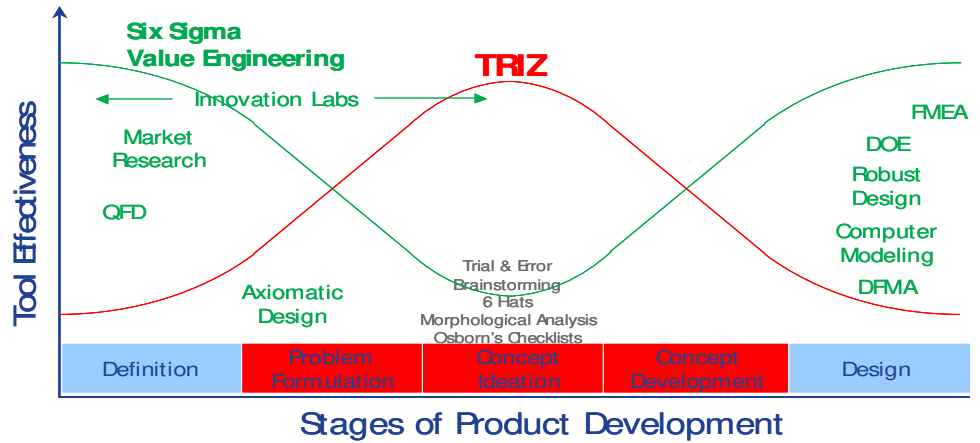 Six Sigma
Value Engineering
TRIZ
Innovation Labs
Market
Research
QFD
Axiomatic
Design
Trial & Error
Brainstorming
6 Hats
Morphological Analysis
Osborn's Checklists
FMEA
DOE
Robust
Design
Computer
Modeling
DFMA
Tool Effectiveness
Definition
Problem
Formulation
Concept
Ideation
Concept
Development
Design
Stages of Product Development